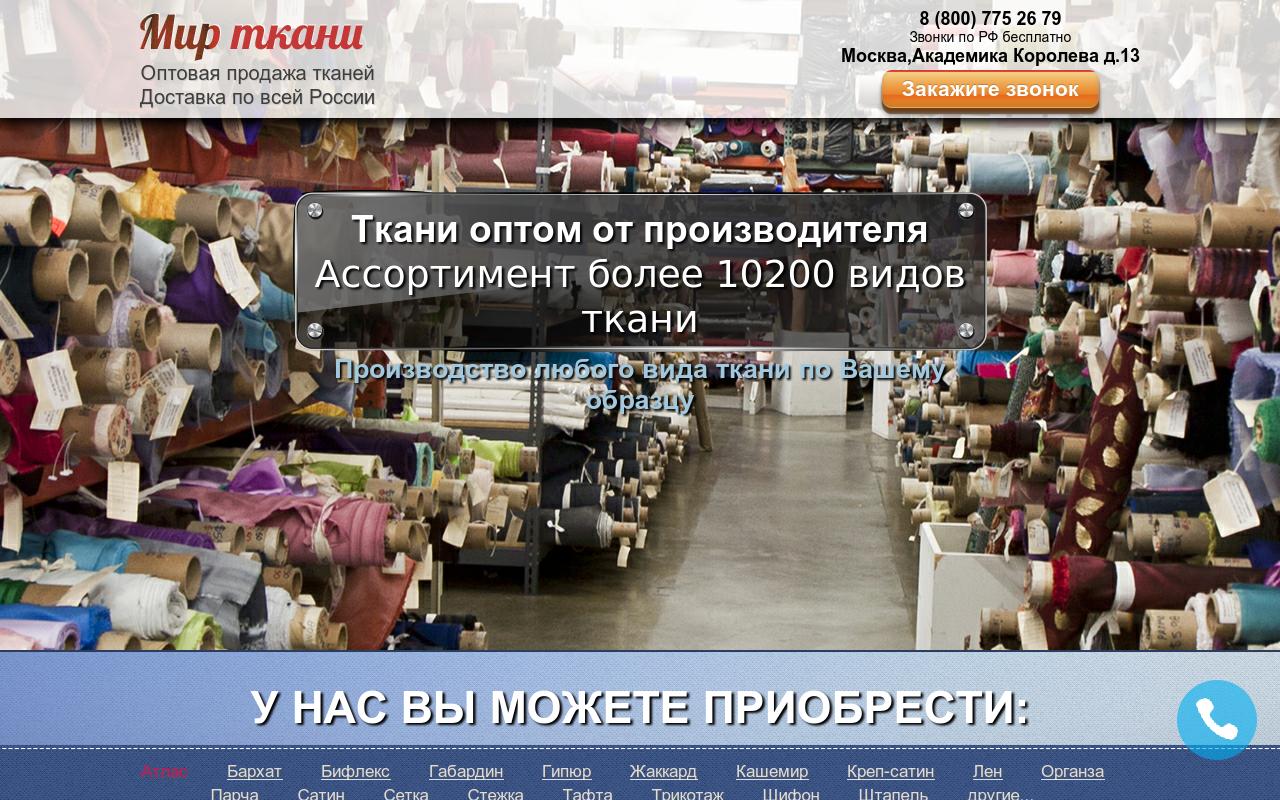 Мир ткани
Оптовая продажа тканей
Доставка по всей России
8 (800) 775 26 79
Звонки по РФ бесплатно
Москва,Академика Королева д.13
Закажите звонок
Ткани оптом от производителя
Ассортимент более 10200 видов
ткани
Производство любого вида ткани по Вашему
образцу
У НАС ВЫ МОЖЕТЕ ПРИОБРЕСТИ:
Атлас Бархат Бифлекс Габардин Гипюр Жаккард Кашемир Креп-сатин Лен Органза
Парча Сатин Сетка Стежка Тафта Трикотаж Шифон Штапель другие...